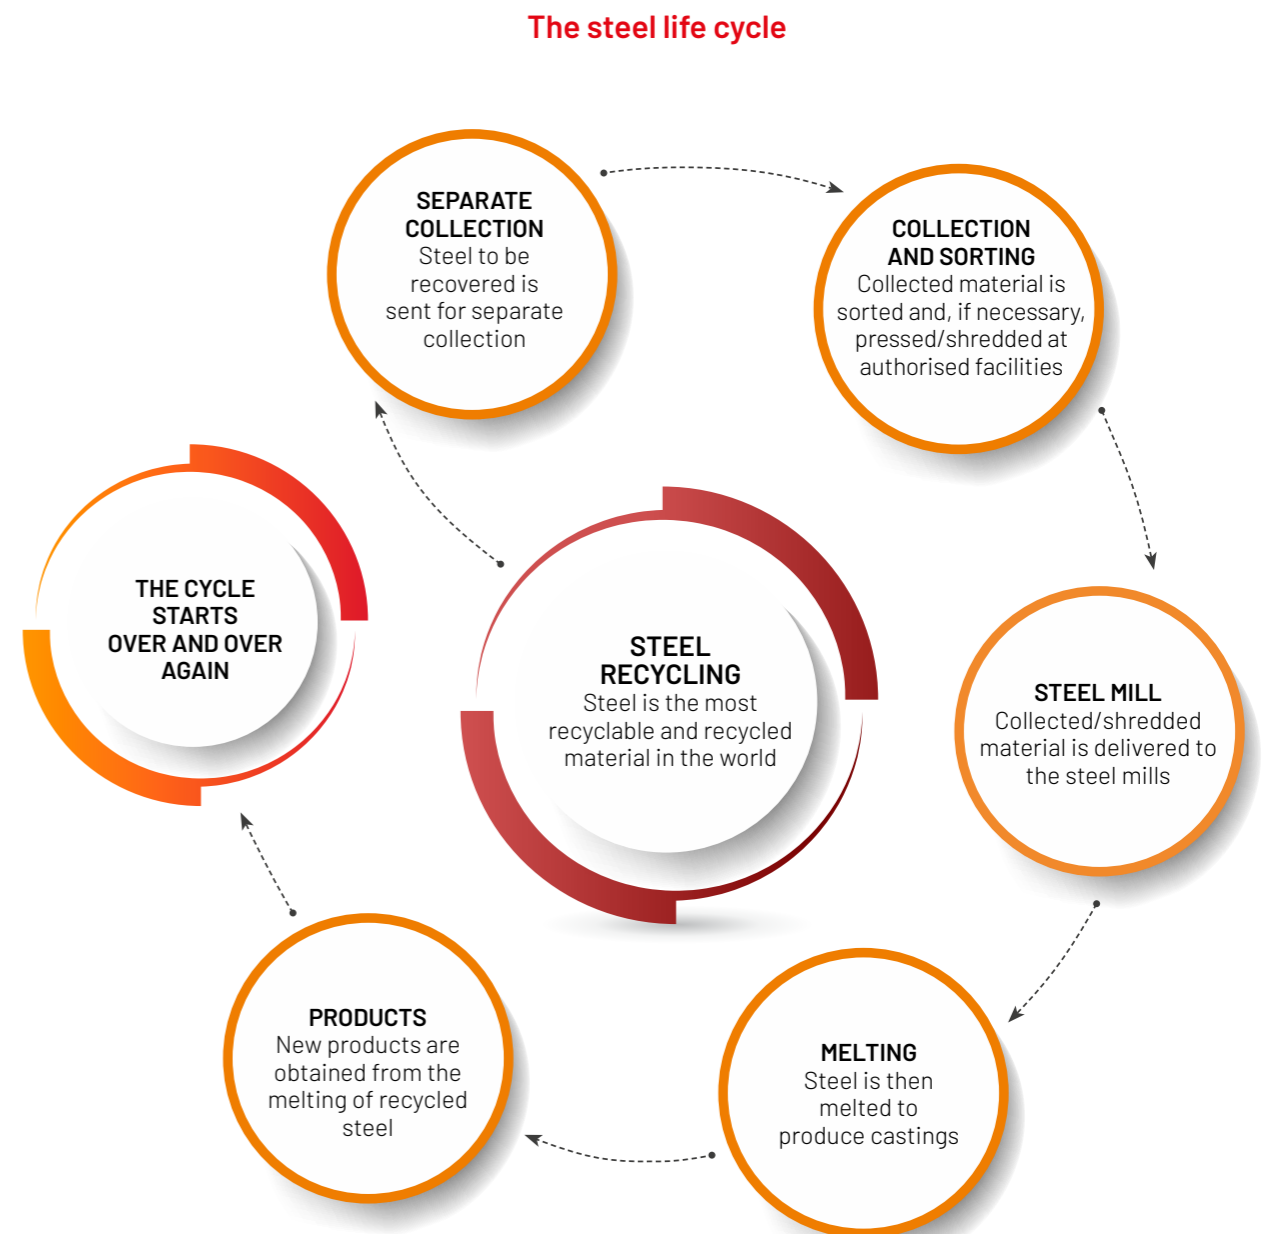 The steel life cycle
SEPARATE
COLLECTION
Steel to be
recovered is
sent for separate
collection
COLLECTION
AND SORTING
Collected material is
sorted and, if necessary,
pressed/shredded at
authorised facilities
THE CYCLE
STARTS
OVER AND OVER
AGAIN
STEEL
RECYCLING
Steel is the most
recyclable and recycled
material in the world
STEEL MILL
Collected/shredded
material is delivered to
the steel mills
PRODUCTS
New products are
obtained from the
melting of recycled
steel
MELTING
Steel is then
melted to
produce castings